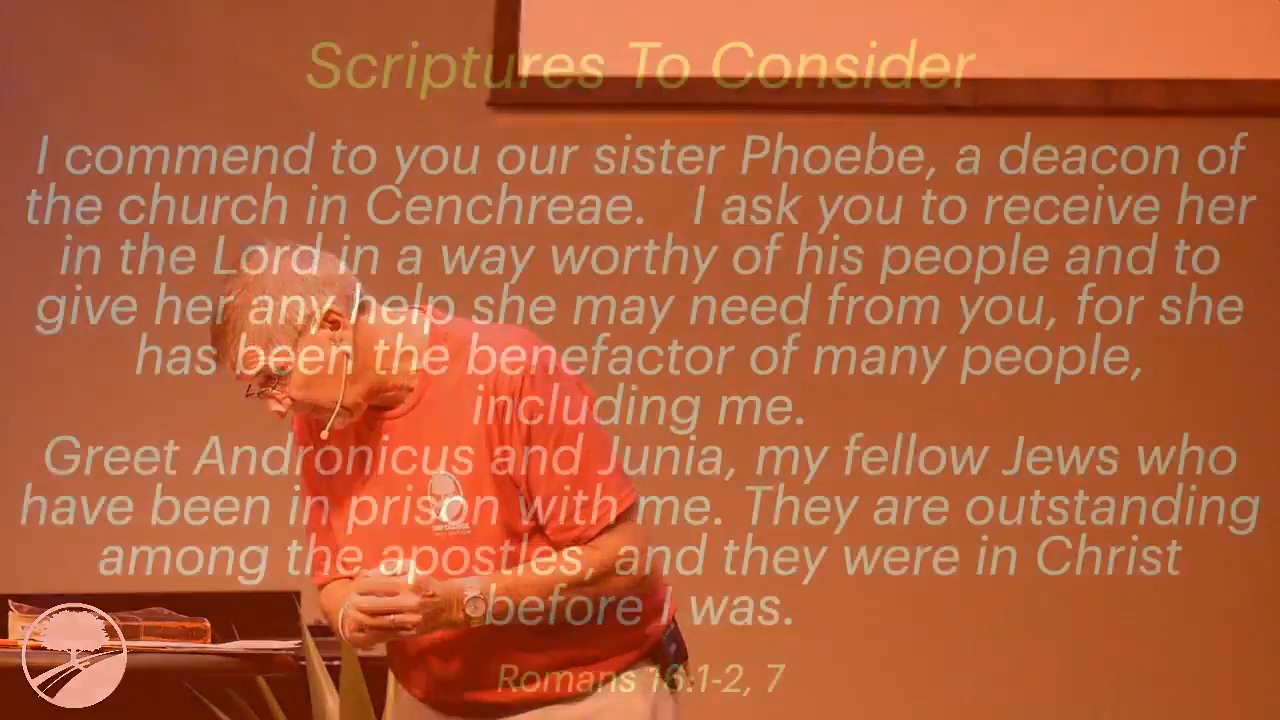 Scriptures To Consider
I commend to you our sister Phoebe, a deacon of
the church in Cenchreae. I ask you to receive her
in the Lord in a way worthy of his people and to
give her any help she may need from you, for she
has been the benefactor of many people,
including me.
Greet Andronicus and Junia, my fellow Jews who
have been in prison with me. They are outstanding
among the apostles, and they were in Christ
before I was.
Romans 16:1-2, 7